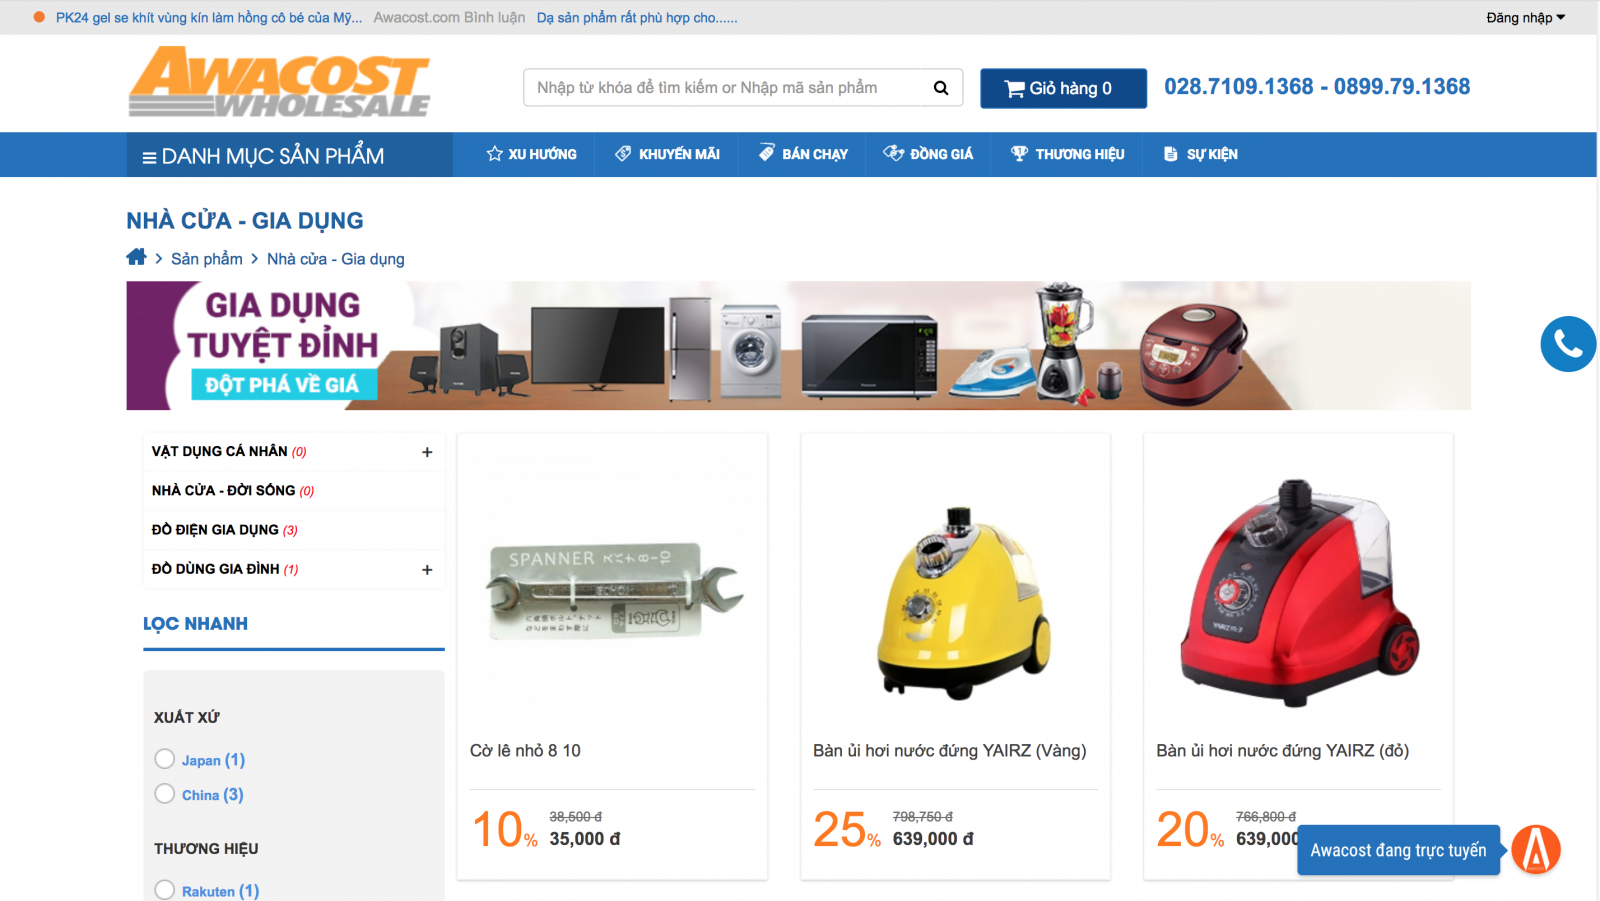 PK24 gel se khít vùng kín làm hồng cô bé của Mỹ... Awacost.com Bình luận Dạ sản phẩm rất phù hợp cho......
Đăng nhập
AWACOST
WHOLESALE
Nhập từ khóa để tìm kiếm or Nhập mã sản phẩm
Giỏ hàng 0
028.7109.1368 - 0899.79.1368
DANH MỤC SẢN PHẨM
XU HƯỚNG
KHUYẾN MÃI
BÁN CHẠY
ĐỒNG GIÁ
THƯƠNG HIỆU
SỰ KIỆN
NHÀ CỬA - GIA DỤNG
Sản phẩm > Nhà cửa - Gia dụng
GIA DỤNG
TUYỆT ĐỈNH
ĐỘT PHÁ VỀ GIÁ
VẬT DỤNG CÁ NHÂN (0) +
NHÀ CỬA - ĐỜI SỐNG (0)
ĐỒ ĐIỆN GIA DỤNG (3)
ĐỒ DÙNG GIA ĐÌNH (1) +
LỌC NHANH
XUẤT XỨ
Japan (1)
China (3)
THƯƠNG HIỆU
Rakuten (1)
SPANNER スパナ 8-10
Cờ lê nhỏ 8 10
10%
38,500 đ
35,000 đ
Bàn ủi hơi nước đứng YAIRZ (Vàng)
25%
798,750 đ
639,000 đ
YAIRZ
Bàn ủi hơi nước đứng YAIRZ (đỏ)
20%
766,800 đ
639,000
Awacost đang trực tuyến